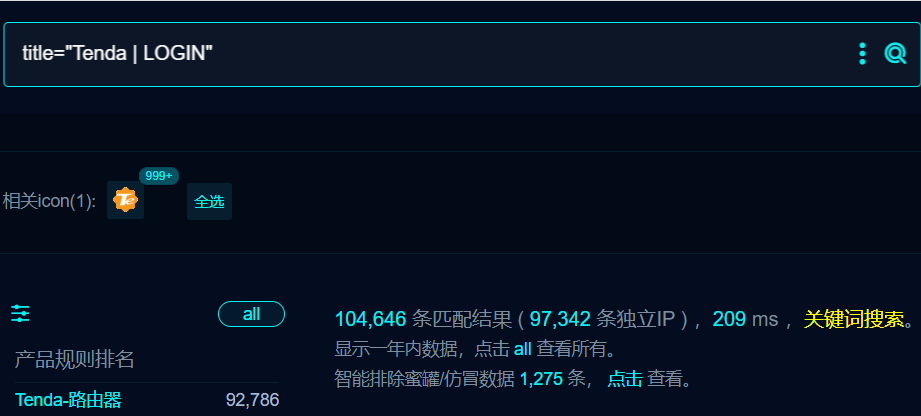 title="Tenda | LOGIN"
999+
相关icon(1): Te 全选
all
104,646 条匹配结果 ( 97,342 条独立IP ) ，209 ms ，关键词搜索。
显示一年内数据，点击 all 查看所有。
产品规则排名
智能排除蜜罐/仿冒数据 1,275 条， 点击 查看。
Tenda-路由器 92,786